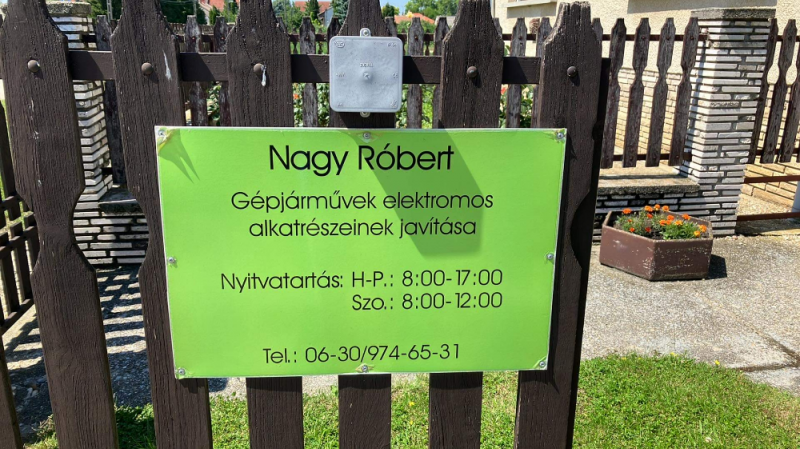 Nagy Róbert
Gépjárművek elektromos
alkatrészeinek javítása
Nyitvatartás: H-P.: 8:00-17:00
Szo.: 8:00-12:00
Tel.: 06-30/974-65-31